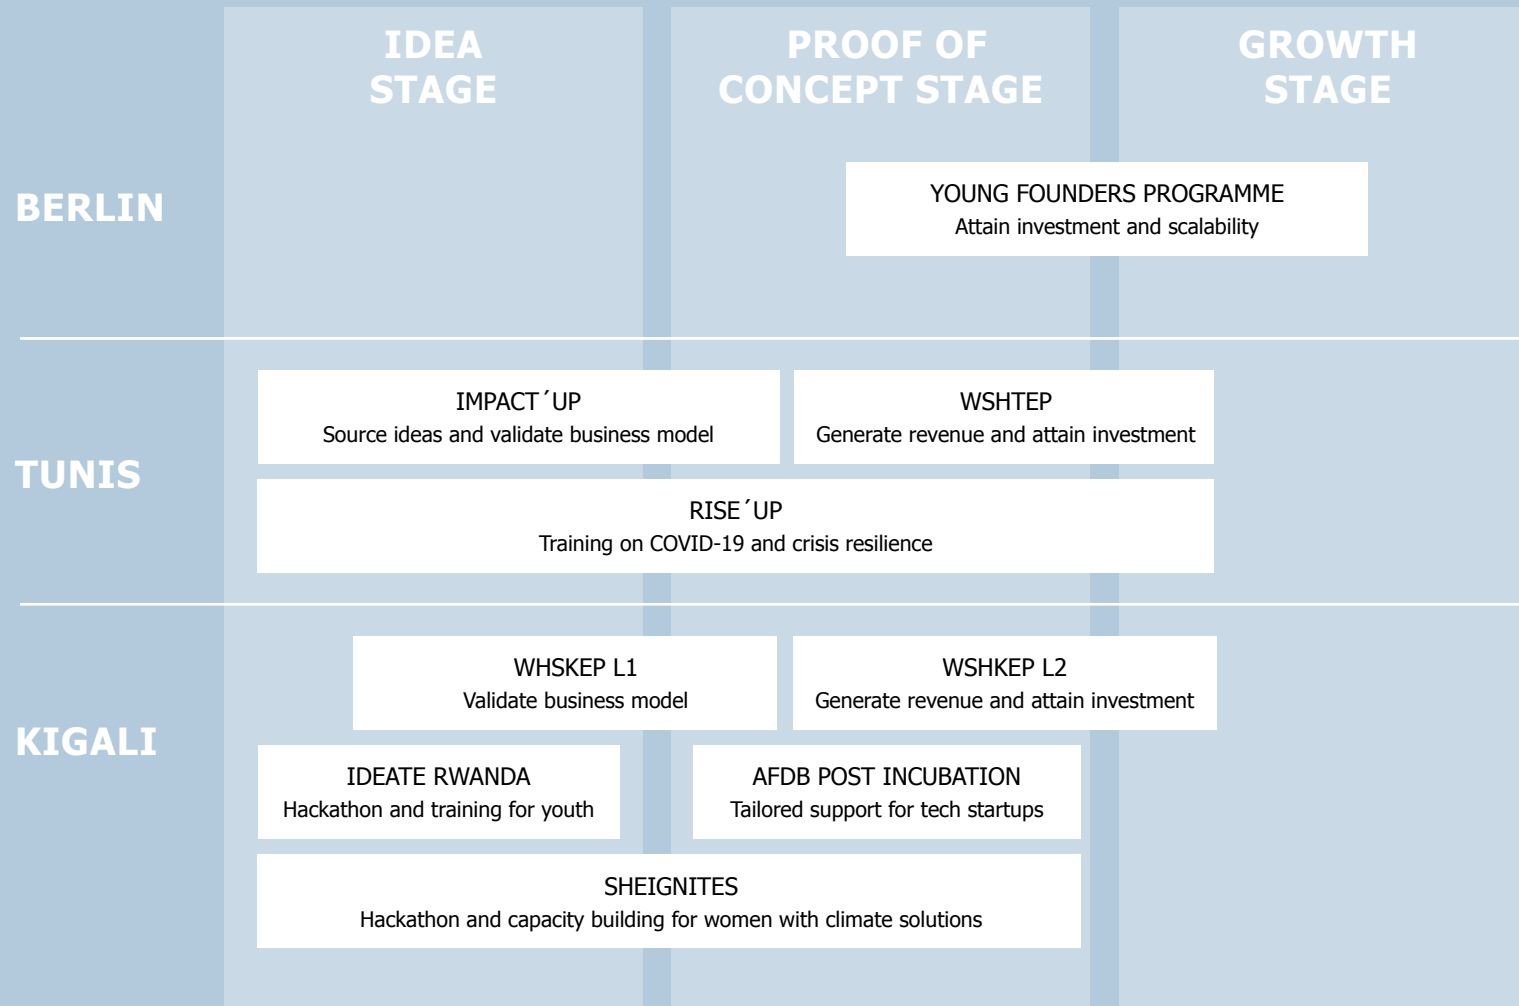 IDEA
STAGE
PROOF OF
CONCEPT STAGE
GROWTH
STAGE
BERLIN
YOUNG FOUNDERS PROGRAMME
Attain investment and scalability
TUNIS
IMPACT´UP
Source ideas and validate business model
WSHTEP
Generate revenue and attain investment
RISE´UP
Training on COVID-19 and crisis resilience
KIGALI
WHSKEP L1
Validate business model
WSHKEP L2
Generate revenue and attain investment
IDEATE RWANDA
Hackathon and training for youth
AFDB POST INCUBATION
Tailored support for tech startups
SHEIGNITES
Hackathon and capacity building for women with climate solutions